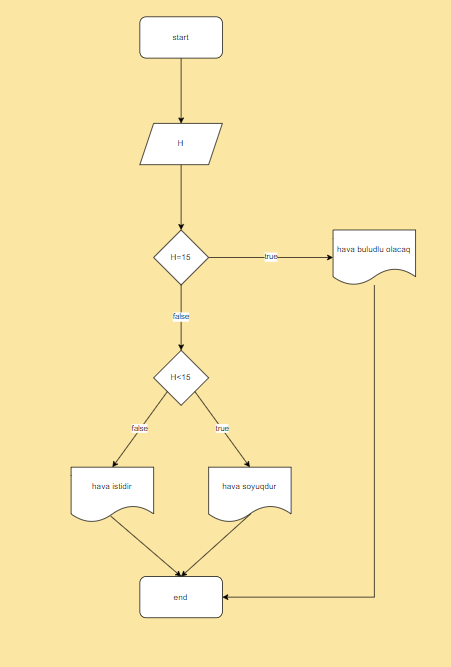 start
H
H=15
true
hava buludlu olacaq
false
H<15
false
true
hava istidir
hava soyuqdur
end